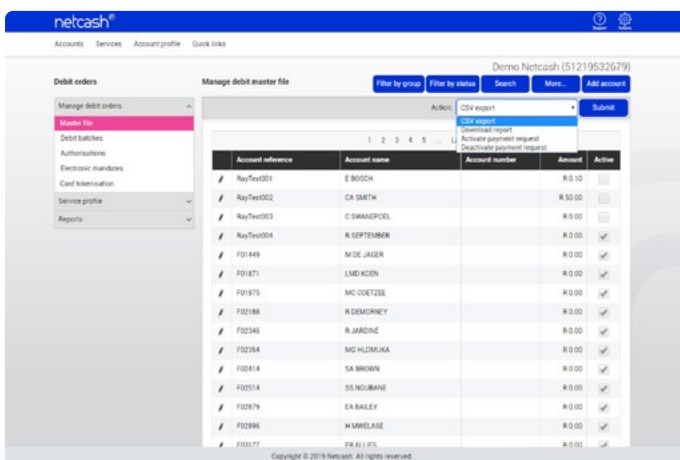 netcash®
Support
Actions
Accounts Services Account profile Quick links
Demo Netcash (51219532679)
Debit orders
Manage debit master file
Filter by group Filter by status Search More... Add account
Manage debit orders
Master file
Debit batches
Authorisations
Electronic mandates
Card tokenisation
Service profile
Reports
Action: CSV export Submit
CSV export
Download report
Activate payment request
Deactivate payment request
1 2 3 4 5 ...
Account reference Account name Account number Amount Active
RayTest001 E BOSCH R 0.10
RayTest002 CA SMITH R 50.00
RayTest003 C SWANEPOEL R 0.00
RayTest004 R SEPTEMBER R 0.00
F01449 M DE JAGER R 0.00
F01871 LMD KOEN R 0.00
F01975 MC COETZEE R 0.00
F02188 R DEMORNEY R 0.00
F02346 R JARDINE R 0.00
F02354 MG HLOMUKA R 0.00
F02414 SA BROWN R 0.00
F02514 SS NGUBANE R 0.00
F02679 EA BAILEY R 0.00
F02896 H MWELASE R 0.00
F03177 R 0.00
Copyright © 2019 Netcash. All rights reserved.